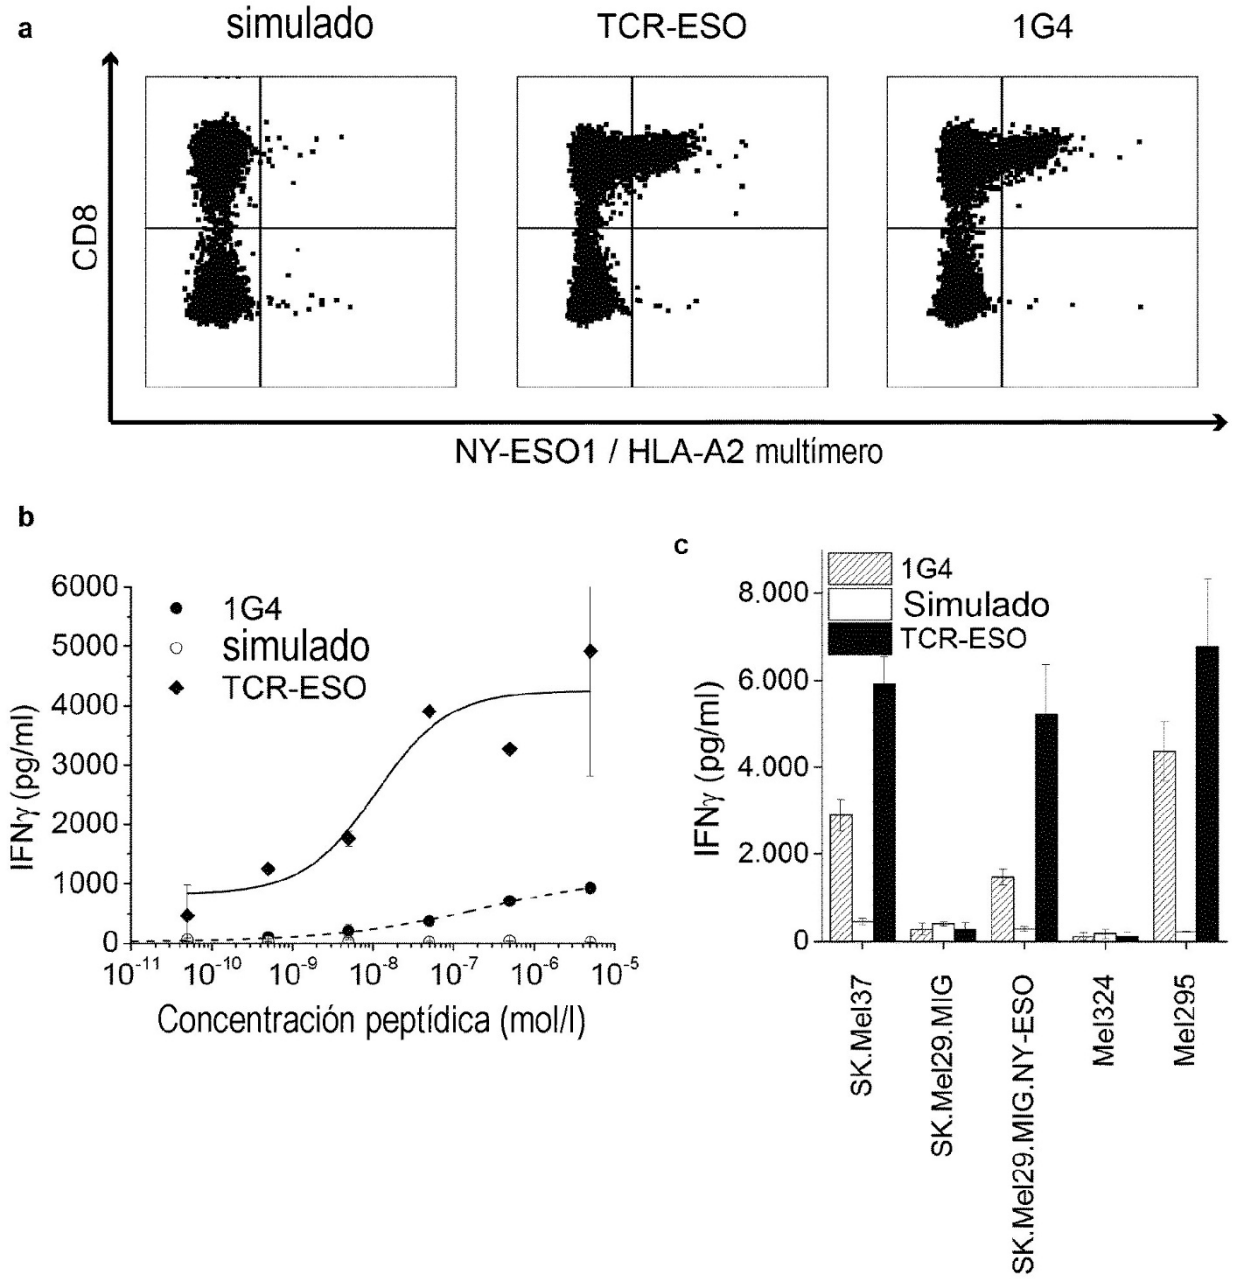 a
simulado TCR-ESO 1G4
CD8
NY-ESO1 / HLA-A2 multímero
b
6000
5000
4000
3000
2000
1000
0
IFNγ (pg/ml)
1G4
simulado
TCR-ESO
10-11 10-10 10-9 10-8 10-7 10-6 10-5
Concentración peptídica (mol/l)
c
8.000
6.000
4.000
2.000
0
IFNγ (pg/ml)
1G4
Simulado
TCR-ESO
SK.Mel37
SK.Mel29.MIG
SK.Mel29.MIG.NY-ESO
Mel324
Mel295